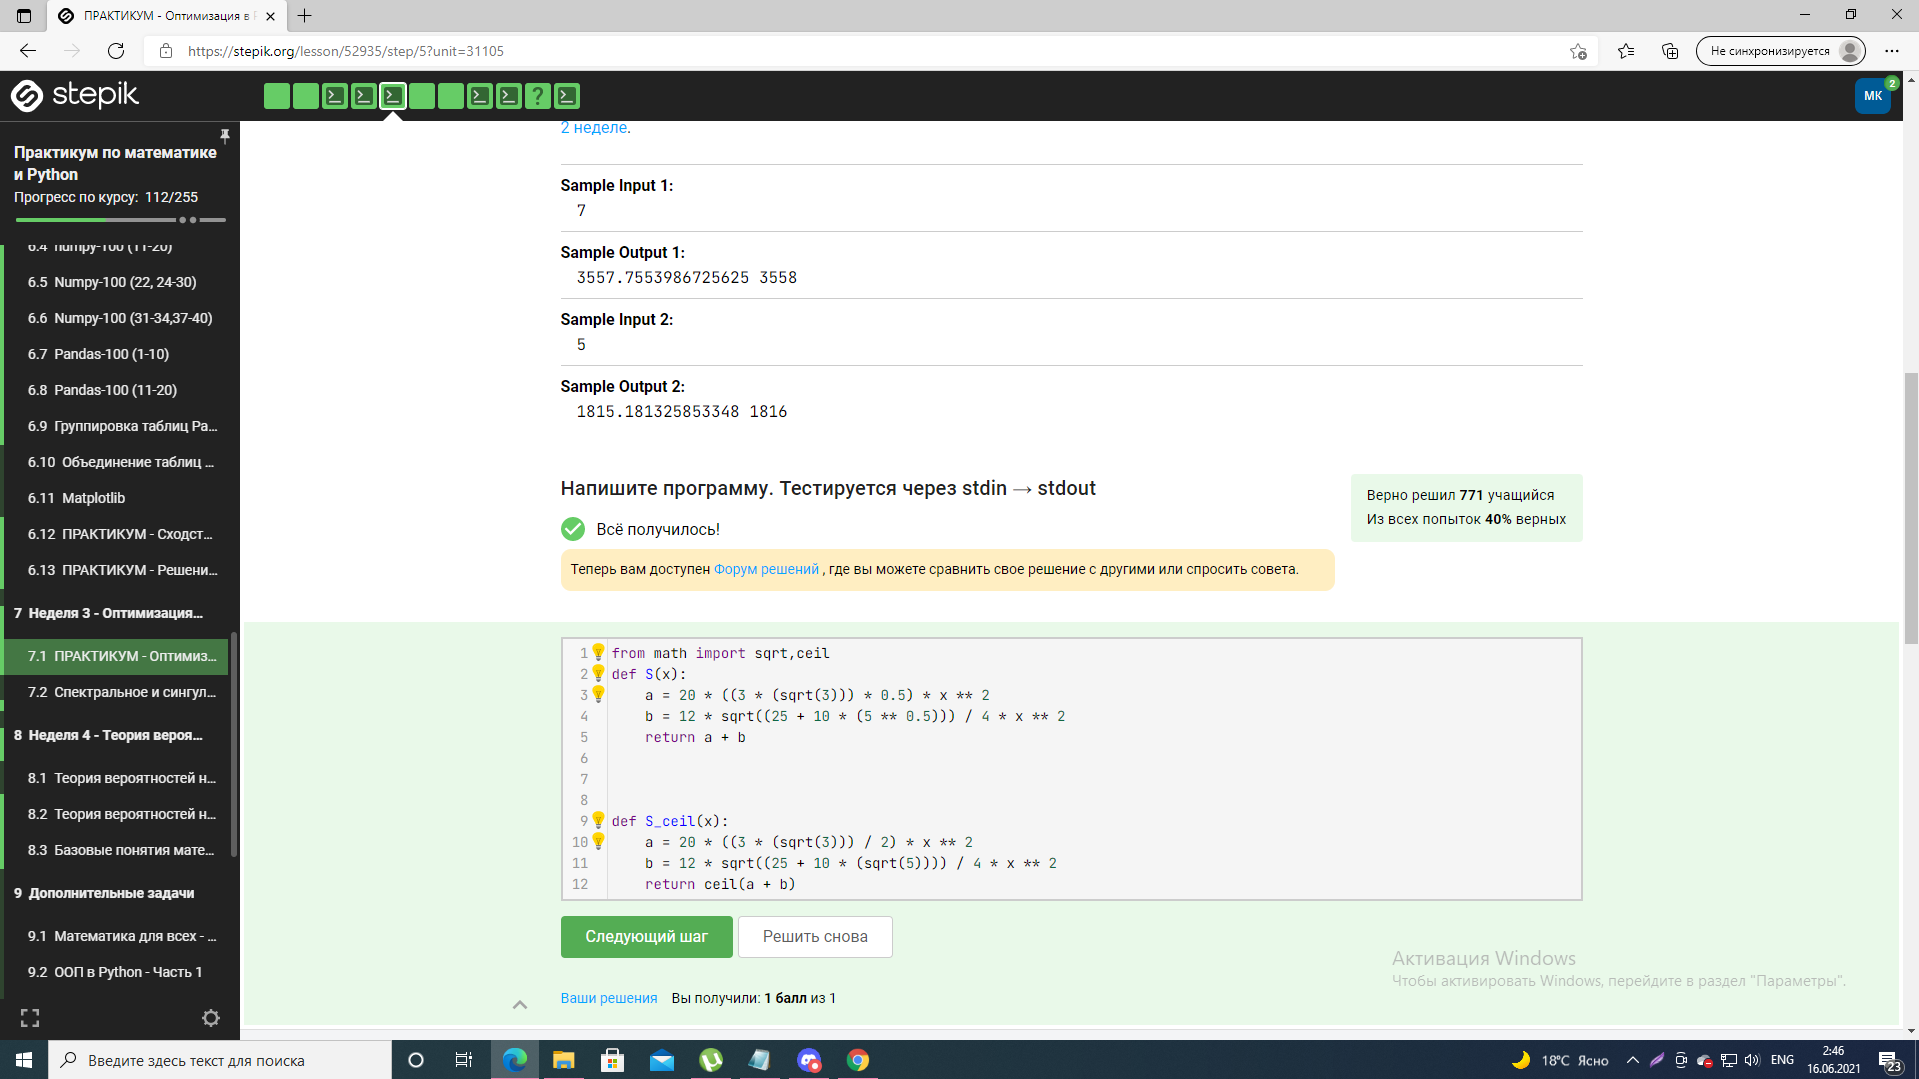 ПРАКТИКУМ - Оптимизация в P
https://stepik.org/lesson/52935/step/5?unit=31105
Не синхронизируется
stepik
MK
2
Практикум по математике
и Python
Прогресс по курсу: 112/255
6.4 numpy-100 (11-20)
6.5 Numpy-100 (22, 24-30)
6.6 Numpy-100 (31-34,37-40)
6.7 Pandas-100 (1-10)
6.8 Pandas-100 (11-20)
6.9 Группировка таблиц Pa...
6.10 Объединение таблиц ...
6.11 Matplotlib
6.12 ПРАКТИКУМ - Сходст...
6.13 ПРАКТИКУМ - Решени...
7 Неделя 3 - Оптимизация...
7.1 ПРАКТИКУМ - Оптимиз...
7.2 Спектральное и сингул...
8 Неделя 4 - Теория вероя...
8.1 Теория вероятностей н...
8.2 Теория вероятностей н...
8.3 Базовые понятия мате...
9 Дополнительные задачи
9.1 Математика для всех - ...
9.2 ООП в Python - Часть 1
2 неделе.
Sample Input 1:
7
Sample Output 1:
3557.7553986725625 3558
Sample Input 2:
5
Sample Output 2:
1815.181325853348 1816
Напишите программу. Тестируется через stdin → stdout
Верно решил 771 учащийся
Из всех попыток 40% верных
Всё получилось!
Теперь вам доступен Форум решений , где вы можете сравнить свое решение с другими или спросить совета.
1 from math import sqrt,ceil
2 def S(x):
3 a = 20 * ((3 * (sqrt(3))) * 0.5) * x ** 2
4 b = 12 * sqrt((25 + 10 * (5 ** 0.5))) / 4 * x ** 2
5 return a + b
6
7
8
9 def S_ceil(x):
10 a = 20 * ((3 * (sqrt(3))) / 2) * x ** 2
11 b = 12 * sqrt((25 + 10 * (sqrt(5)))) / 4 * x ** 2
12 return ceil(a + b)
Следующий шаг
Решить снова
Ваши решения Вы получили: 1 балл из 1
Активация Windows
Чтобы активировать Windows, перейдите в раздел "Параметры".
Введите здесь текст для поиска
18°C Ясно
ENG
2:46
16.06.2021
23